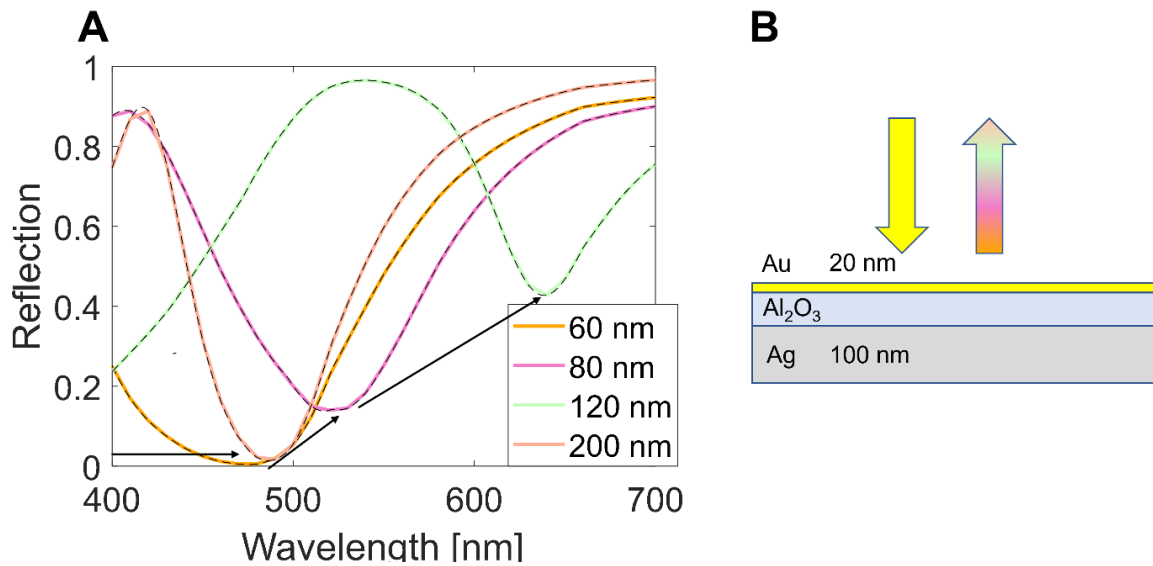 A
B
1
0.8
0.6
0.4
0.2
0
Reflection
400
500
600
700
Wavelength [nm]
60 nm
80 nm
120 nm
200 nm
Au 20 nm
Al₂O₃
Ag 100 nm